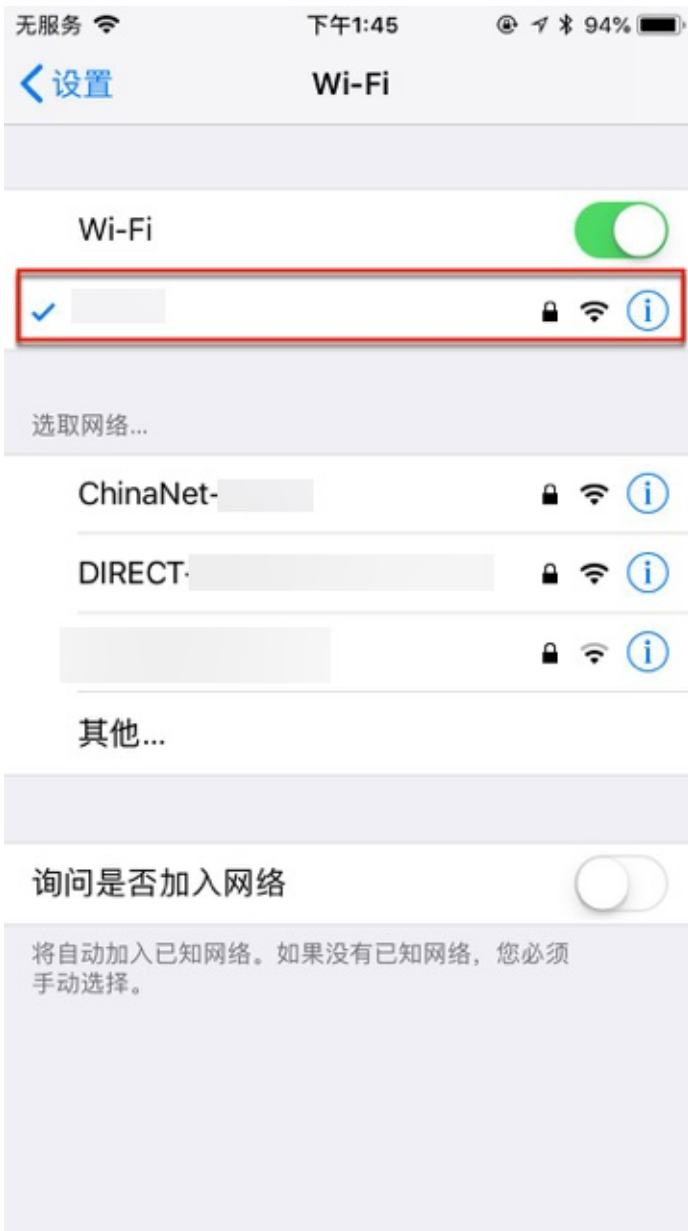 无服务 下午1:45 94%
设置 Wi-Fi
Wi-Fi
选取网络...
ChinaNet-
DIRECT-
其他...
询问是否加入网络
将自动加入已知网络。如果没有已知网络，您必须
手动选择。